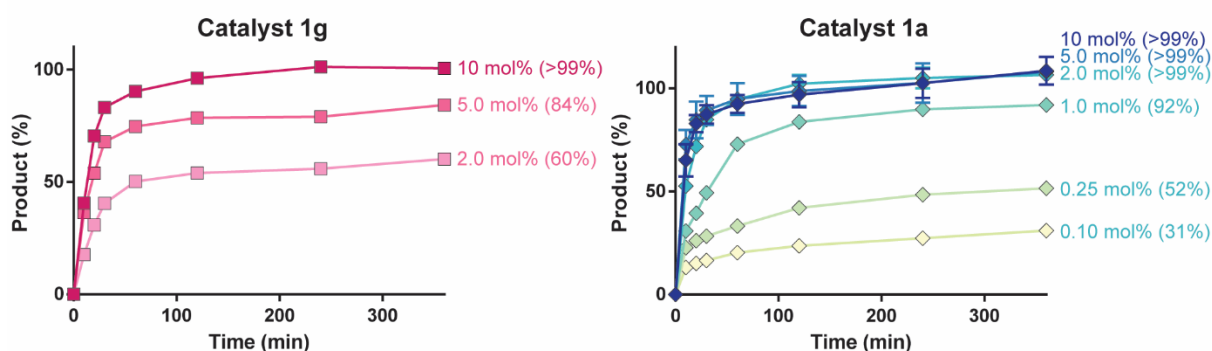 Catalyst 1g
Product (%)
100
50
0
0 100 200 300
Time (min)
10 mol% (>99%)
5.0 mol% (84%)
2.0 mol% (60%)
Catalyst 1a
Product (%)
100
50
0
0 100 200 300
Time (min)
10 mol% (>99%)
5.0 mol% (>99%)
2.0 mol% (>99%)
1.0 mol% (92%)
0.25 mol% (52%)
0.10 mol% (31%)